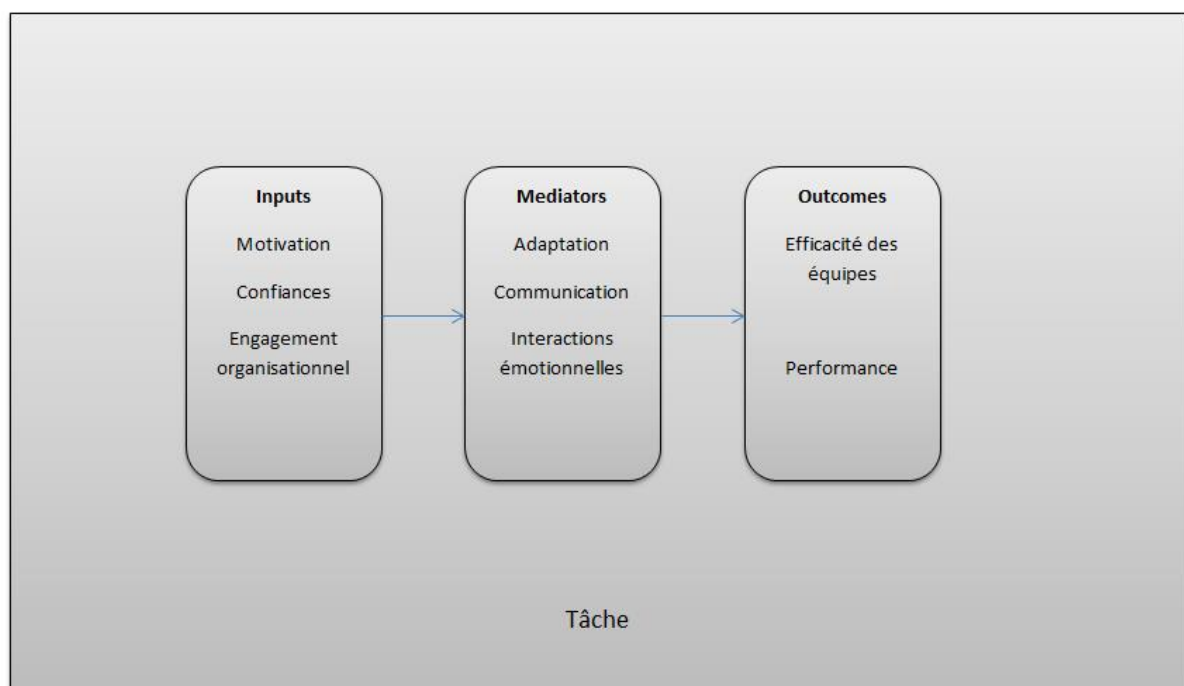 Inputs
Motivation
Confiances
Engagement
organisationnel
Mediators
Adaptation
Communication
Interactions
émotionnelles
Outcomes
Efficacité des
équipes
Performance
Tâche